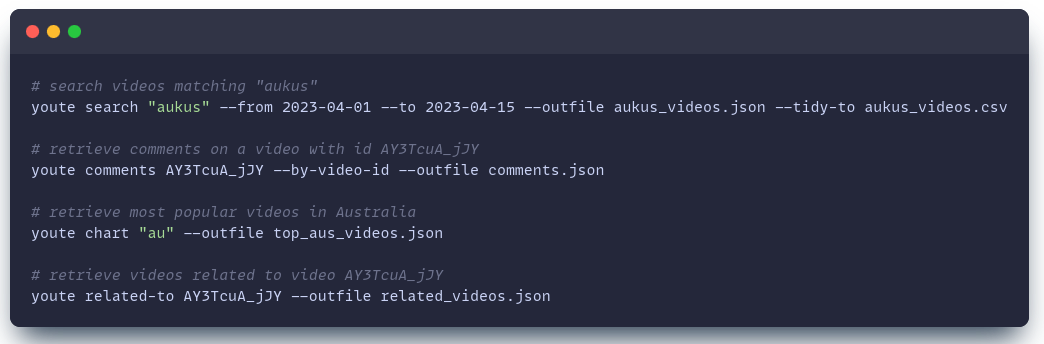 # search videos matching "aukus"
youte search "aukus" --from 2023-04-01 --to 2023-04-15 --outfile aukus_videos.json --tidy-to aukus_videos.csv
# retrieve comments on a video with id AY3TcuA_jJY
youte comments AY3TcuA_jJY --by-video-id --outfile comments.json
# retrieve most popular videos in Australia
youte chart "au" --outfile top_aus_videos.json
# retrieve videos related to video AY3TcuA_jJY
youte related-to AY3TcuA_jJY --outfile related_videos.json